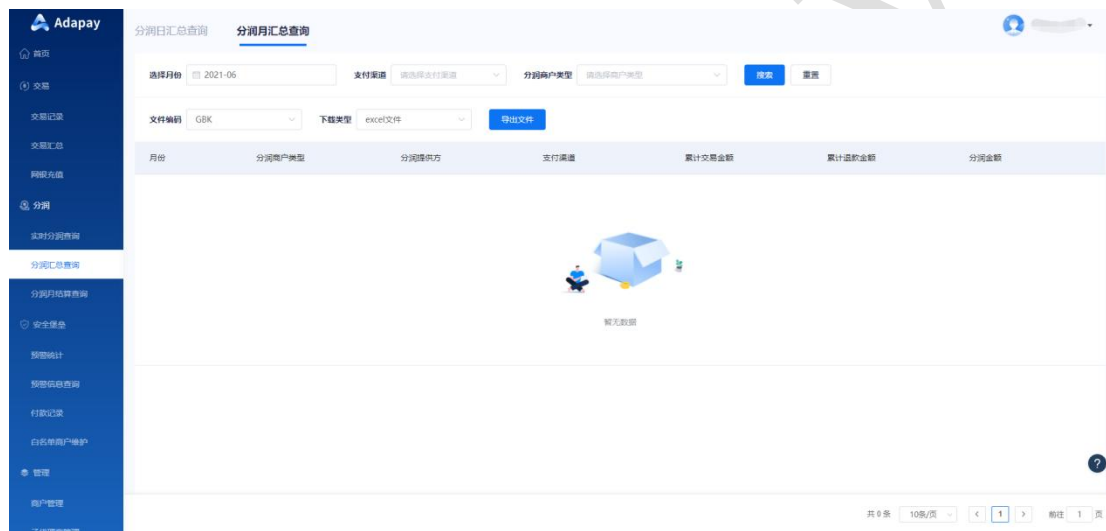 Adapay
分润日汇总查询 分润月汇总查询
首页
选择月份 2021-06 支付渠道 请选择支付渠道 分润商户类型 请选择商户类型 搜索 重置
交易
交易记录
文件编码 GBK 下载类型 excel文件 导出文件
交易汇总
月份 分润商户类型 分润提供方 支付渠道 累计交易金额 累计退款金额 分润金额
网银充值
分润
实时分润查询
分润汇总查询
分润月结算查询
安全堡垒
暂无数据
预警统计
预警信息查询
付款记录
白名单商户维护
?
管理
商户管理
共 0 条 10条/页 < 1 > 前往 1 页